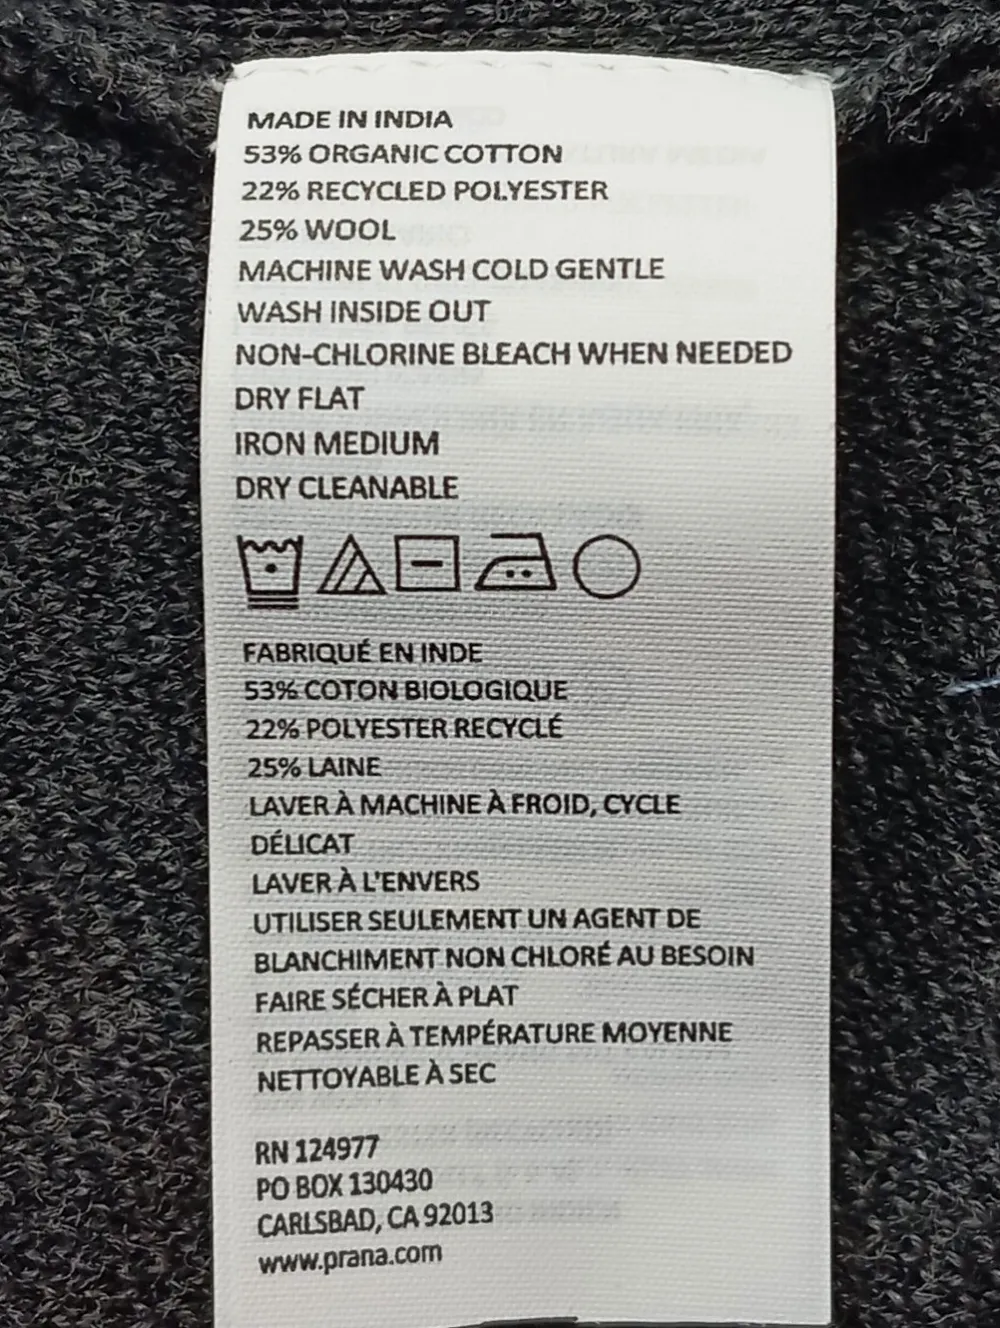 MADE IN INDIA
53% ORGANIC COTTON
22% RECYCLED POLYESTER
25% WOOL
MACHINE WASH COLD GENTLE
WASH INSIDE OUT
NON-CHLORINE BLEACH WHEN NEEDED
DRY FLAT
IRON MEDIUM
DRY CLEANABLE
FABRIQUÉ EN INDE
53% COTON BIOLOGIQUE
22% POLYESTER RECYCLÉ
25% LAINE
LAVER À MACHINE À FROID, CYCLE
DÉLICAT
LAVER À L'ENVERS
UTILISER SEULEMENT UN AGENT DE
BLANCHIMENT NON CHLORÉ AU BESOIN
FAIRE SÉCHER À PLAT
REPASSER À TEMPÉRATURE MOYENNE
NETTOYABLE À SEC
RN 124977
PO BOX 130430
CARLSBAD, CA 92013
www.prana.com